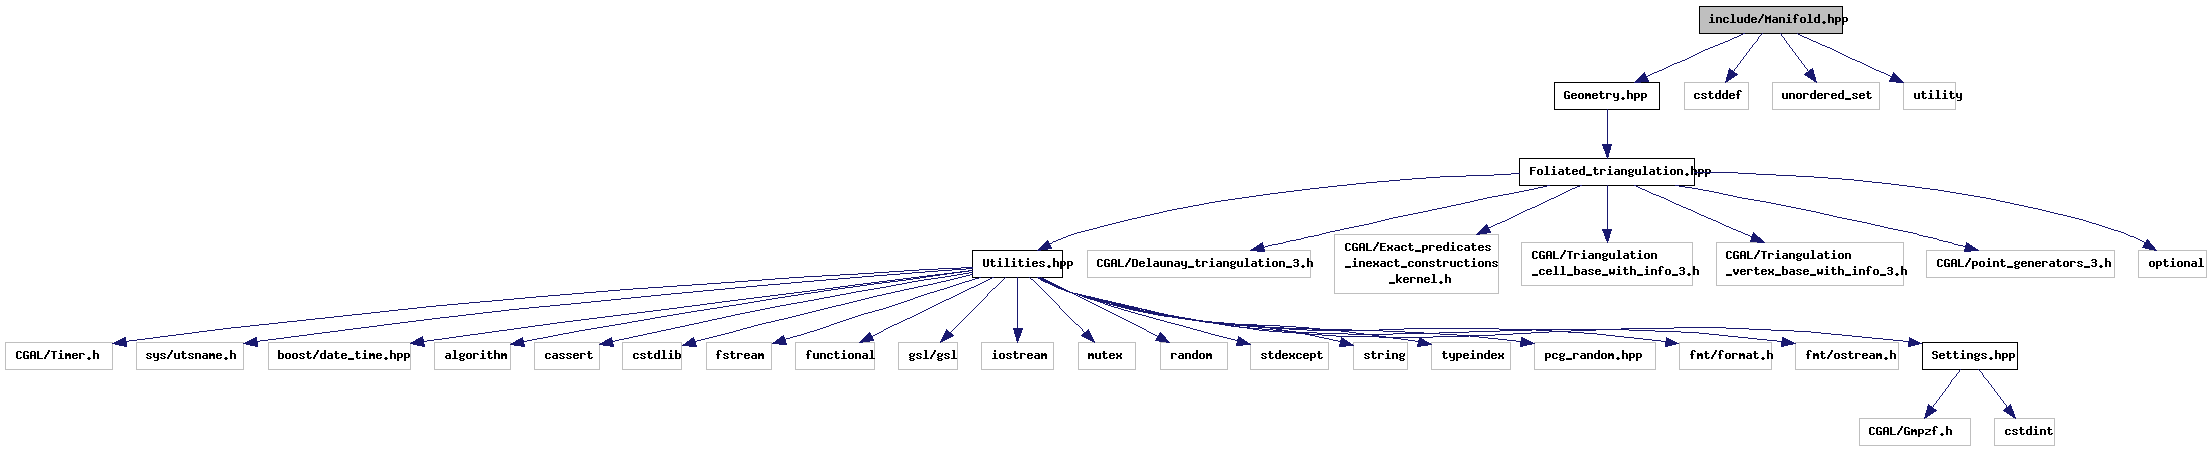 include/Manifold.hpp
Geometry.hpp
cstddef
unordered_set
utility
Foliated_triangulation.hpp
Utilities.hpp
CGAL/Delaunay_triangulation_3.h
CGAL/Exact_predicates
_inexact_constructions
_kernel.h
CGAL/Triangulation
_cell_base_with_info_3.h
CGAL/Triangulation
_vertex_base_with_info_3.h
CGAL/point_generators_3.h
optional
CGAL/Timer.h
sys/utsname.h
boost/date_time.hpp
algorithm
cassert
cstdlib
fstream
functional
gsl/gsl
iostream
mutex
random
stdexcept
string
typeindex
pcg_random.hpp
fmt/format.h
fmt/ostream.h
Settings.hpp
CGAL/Gmpzf.h
cstdint